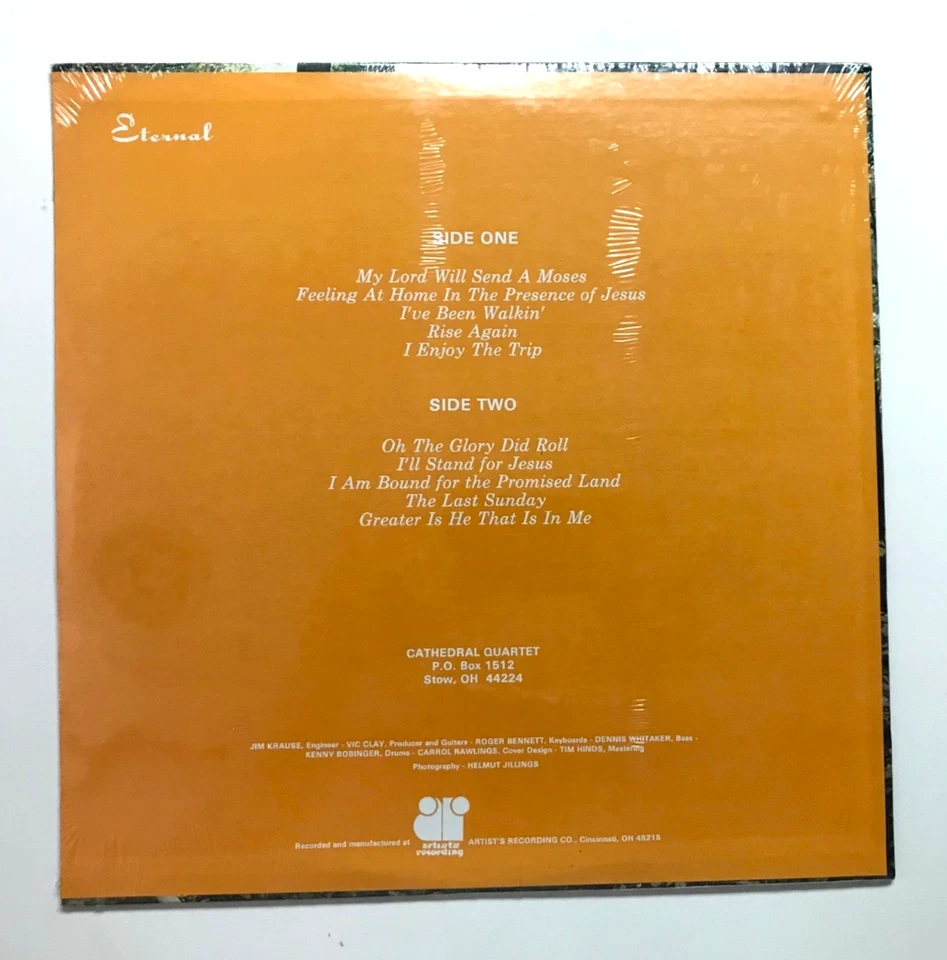 Eternal
SIDE ONE
My Lord Will Send A Moses
Feeling At Home In The Presence of Jesus
I've Been Walkin'
Rise Again
I Enjoy The Trip
SIDE TWO
Oh The Glory Did Roll
I'll Stand for Jesus
I Am Bound for the Promised Land
The Last Sunday
Greater Is He That Is In Me
CATHEDRAL QUARTET
P.O. Box 1512
Stow, OH 44224
JIM KRAUSE, Engineer - VIC CLAY, Producer and Guitars - ROGER BENNETT, Keyboards - DENNIS WHITAKER, Bass -
KENNY BOBINGER, Drums - CARROL RAWLINGS, Cover Design - TIM HINDS, Mastering
Photography - HELMUT JILLINGS
ar
artists
recording
Recorded and manufactured at ARTIST'S RECORDING CO., Cincinnati, OH 45215